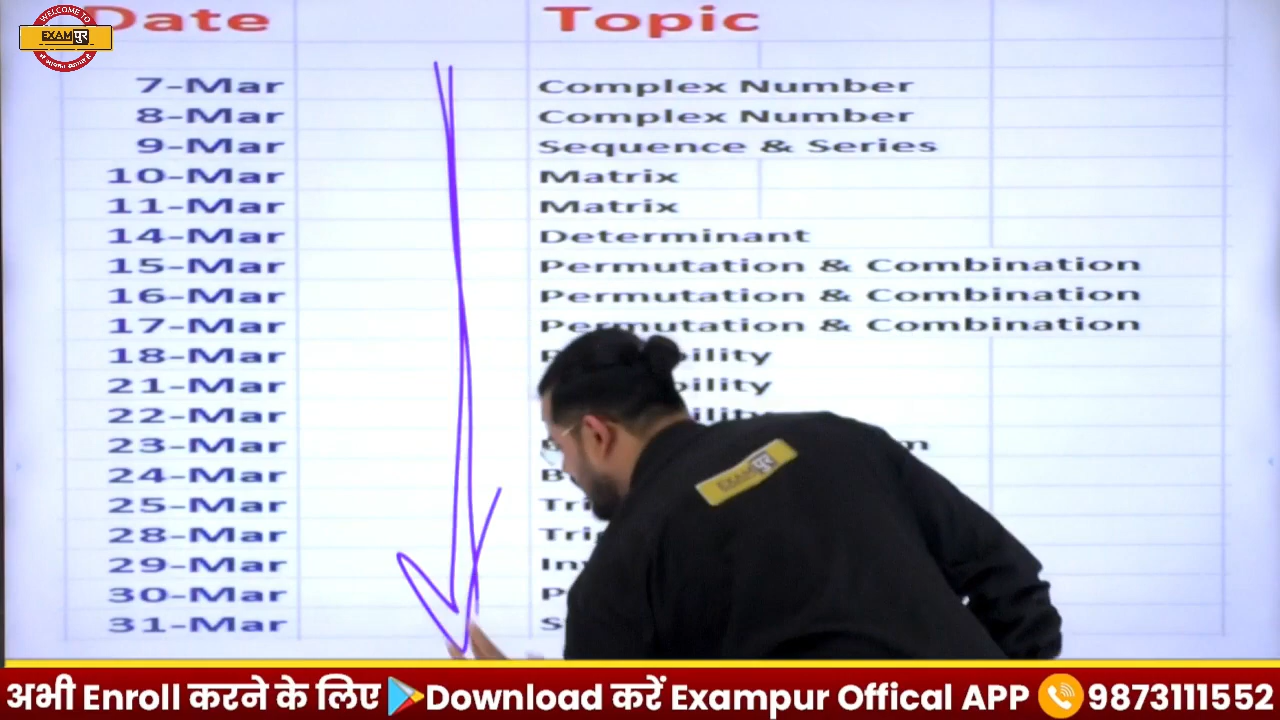 WELCOME TO
EXAMपुर
Date Topic
7-Mar Complex Number
8-Mar Complex Number
9-Mar Sequence & Series
10-Mar Matrix
11-Mar Matrix
14-Mar Determinant
15-Mar Permutation & Combination
16-Mar Permutation & Combination
17-Mar Permutation & Combination
18-Mar
21-Mar
22-Mar
23-Mar
24-Mar
25-Mar
28-Mar
29-Mar
30-Mar
31-Mar
EXAMपुर
अभी Enroll करने के लिए Download करें Exampur Offical APP 9873111552